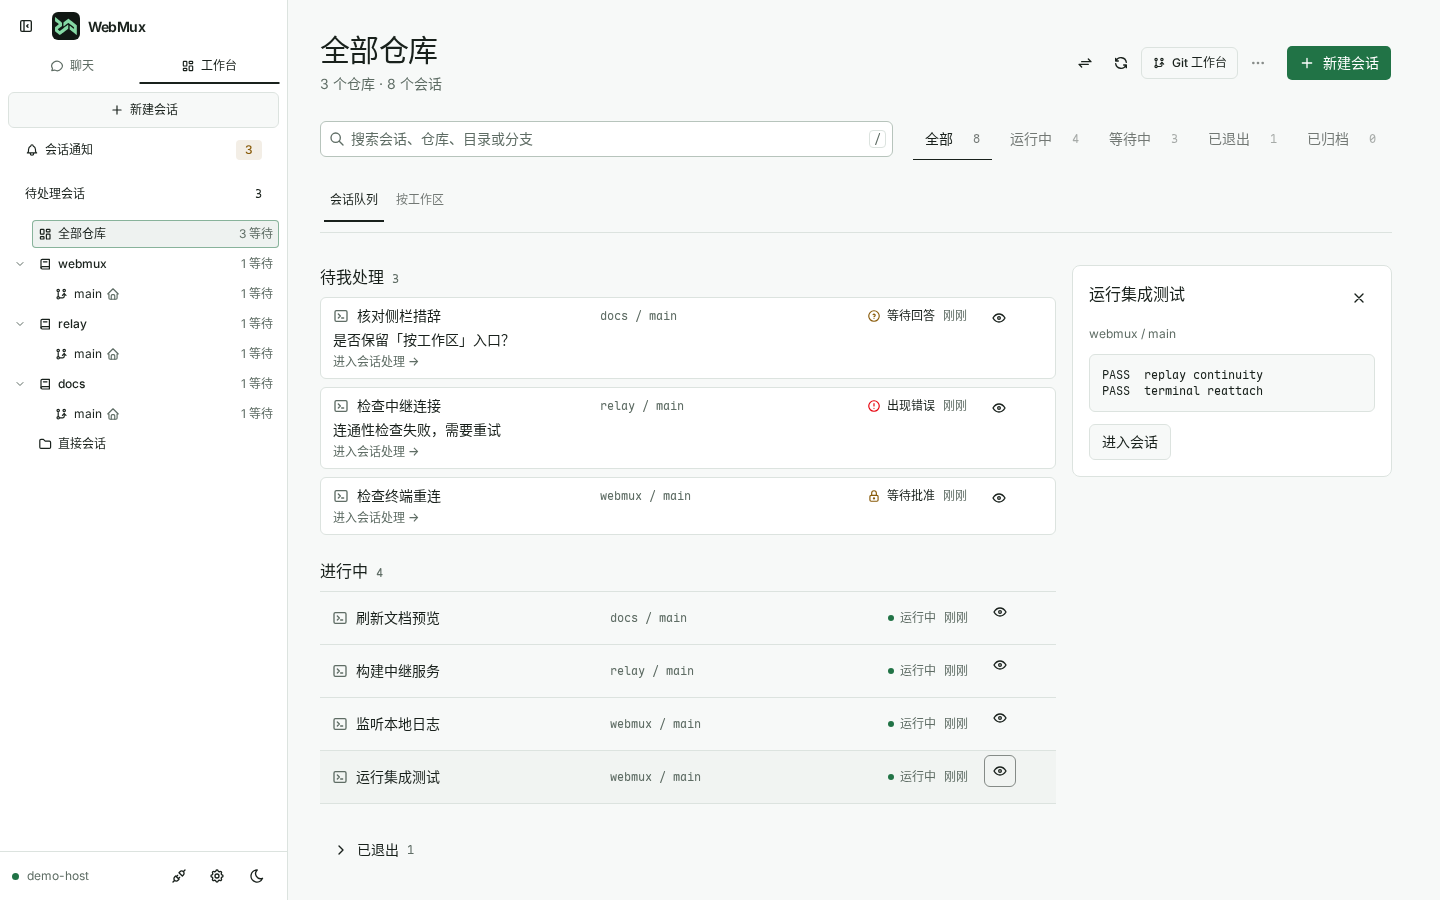 WebMux
聊天
工作台
新建会话
会话通知 3
待处理会话 3
全部仓库 3 等待
webmux 1 等待
main 1 等待
relay 1 等待
main 1 等待
docs 1 等待
main 1 等待
直接会话
demo-host
全部仓库
3 个仓库 · 8 个会话
Git 工作台
新建会话
搜索会话、仓库、目录或分支 /
全部 8
运行中 4
等待中 3
已退出 1
已归档 0
会话队列
按工作区
待我处理 3
核对侧栏措辞 docs / main 等待回答 刚刚
是否保留「按工作区」入口？
进入会话处理 →
检查中继连接 relay / main 出现错误 刚刚
连通性检查失败，需要重试
进入会话处理 →
检查终端重连 webmux / main 等待批准 刚刚
进入会话处理 →
进行中 4
刷新文档预览 docs / main 运行中 刚刚
构建中继服务 relay / main 运行中 刚刚
监听本地日志 webmux / main 运行中 刚刚
运行集成测试 webmux / main 运行中 刚刚
已退出 1
运行集成测试
webmux / main
PASS replay continuity
PASS terminal reattach
进入会话